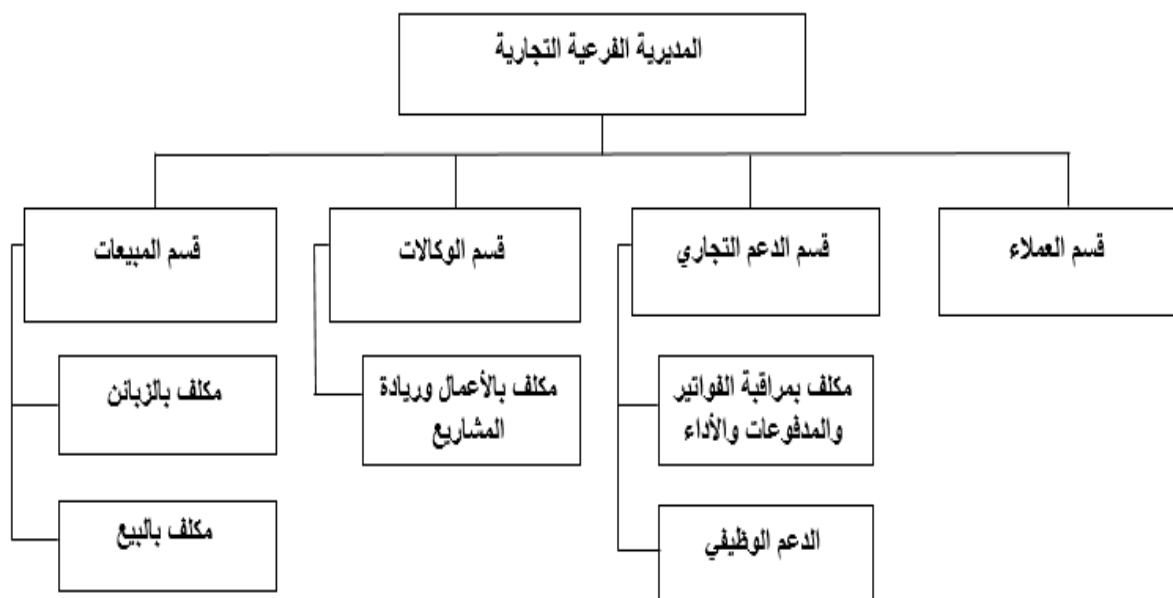 المديرية الفرعية التجارية
قسم العملاء
قسم الدعم التجاري
قسم الوكالات
قسم المبيعات
مكلف بمراقبة الفواتير
والمدفوعات والأداء
مكلف بالأعمال وريادة
المشاريع
مكلف بالزبائن
الدعم الوظيفي
مكلف بالبيع